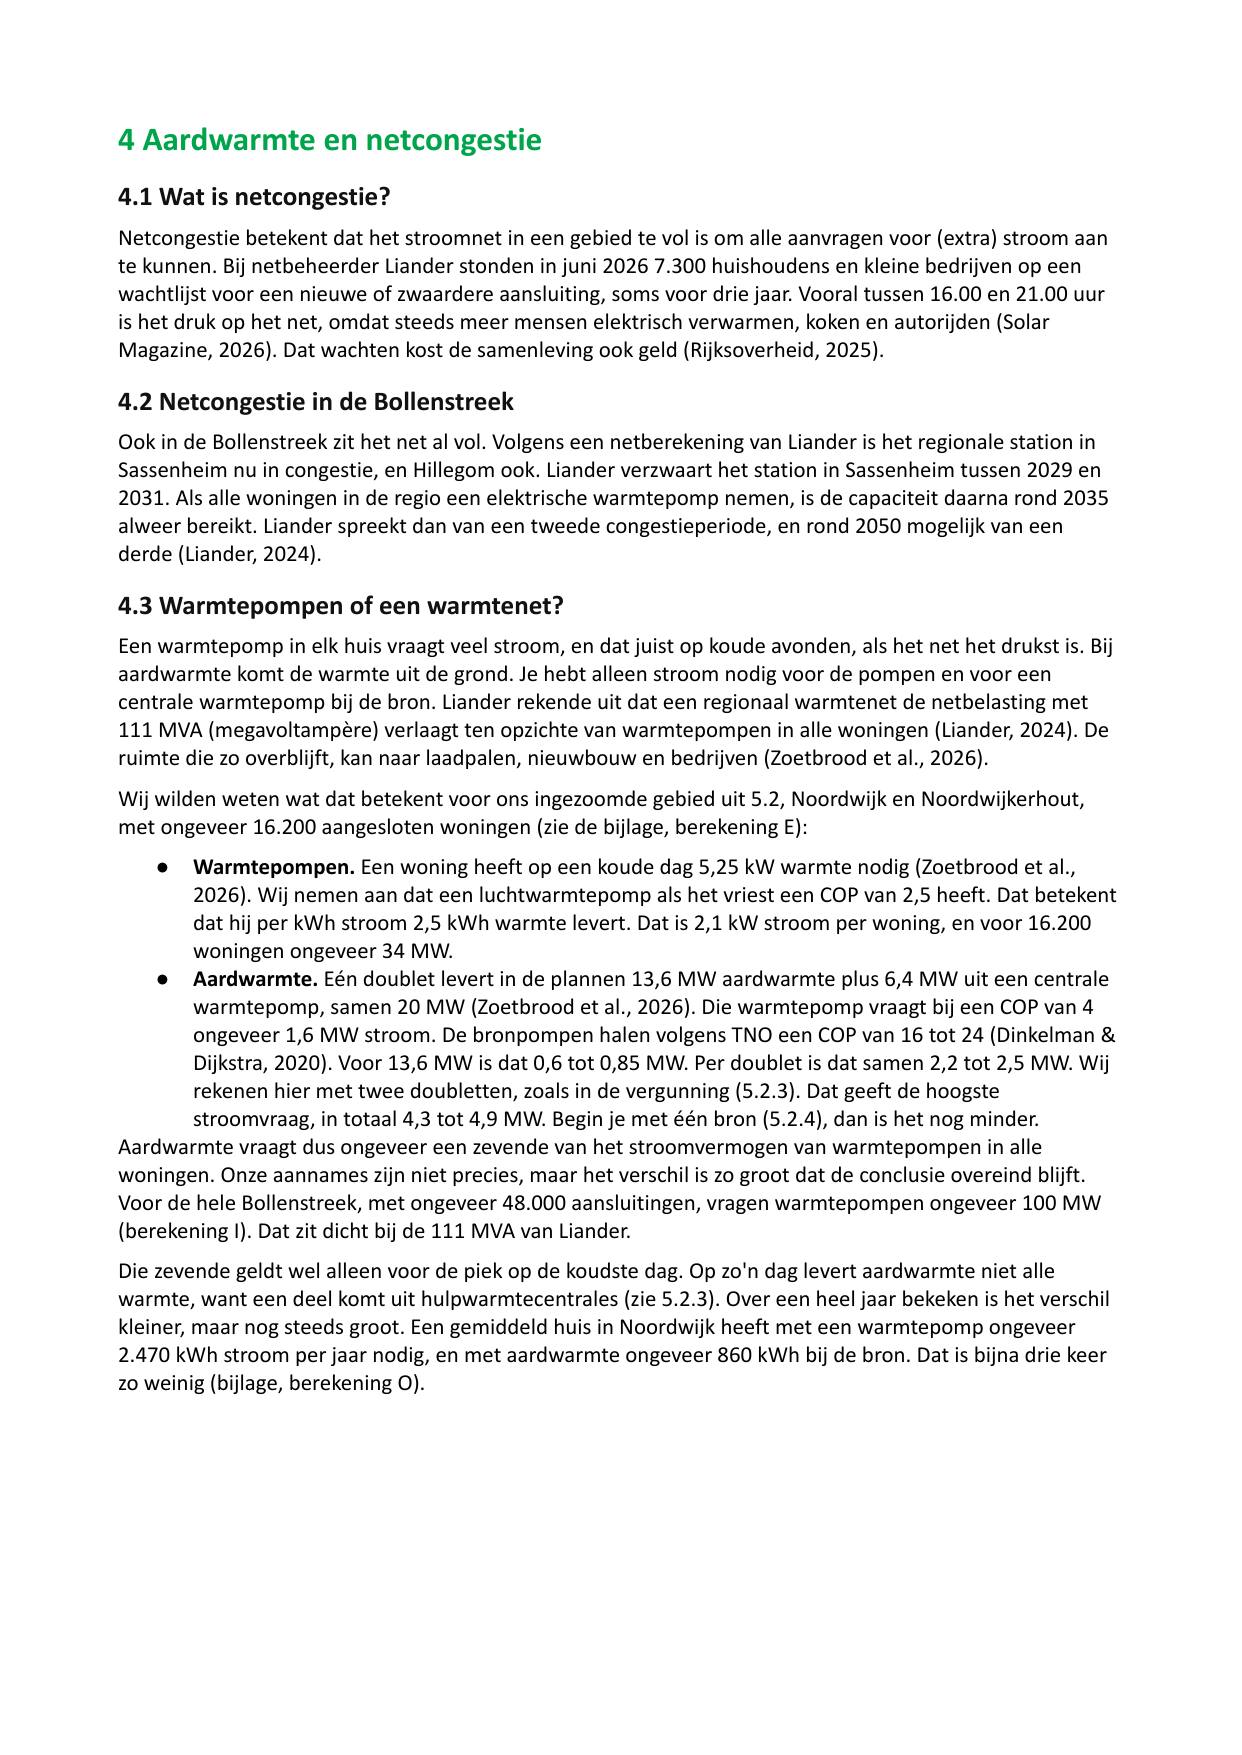 4 Aardwarmte en netcongestie
4.1 Wat is netcongestie?
Netcongestie betekent dat het stroomnet in een gebied te vol is om alle aanvragen voor (extra) stroom aan
te kunnen. Bij netbeheerder Liander stonden in juni 2026 7.300 huishoudens en kleine bedrijven op een
wachtlijst voor een nieuwe of zwaardere aansluiting, soms voor drie jaar. Vooral tussen 16.00 en 21.00 uur
is het druk op het net, omdat steeds meer mensen elektrisch verwarmen, koken en autorijden (Solar
Magazine, 2026). Dat wachten kost de samenleving ook geld (Rijksoverheid, 2025).
4.2 Netcongestie in de Bollenstreek
Ook in de Bollenstreek zit het net al vol. Volgens een netberekening van Liander is het regionale station in
Sassenheim nu in congestie, en Hillegom ook. Liander verzwaart het station in Sassenheim tussen 2029 en
2031. Als alle woningen in de regio een elektrische warmtepomp nemen, is de capaciteit daarna rond 2035
alweer bereikt. Liander spreekt dan van een tweede congestieperiode, en rond 2050 mogelijk van een
derde (Liander, 2024).
4.3 Warmtepompen of een warmtenet?
Een warmtepomp in elk huis vraagt veel stroom, en dat juist op koude avonden, als het net het drukst is. Bij
aardwarmte komt de warmte uit de grond. Je hebt alleen stroom nodig voor de pompen en voor een
centrale warmtepomp bij de bron. Liander rekende uit dat een regionaal warmtenet de netbelasting met
111 MVA (megavoltampère) verlaagt ten opzichte van warmtepompen in alle woningen (Liander, 2024). De
ruimte die zo overblijft, kan naar laadpalen, nieuwbouw en bedrijven (Zoetbrood et al., 2026).
Wij wilden weten wat dat betekent voor ons ingezoomde gebied uit 5.2, Noordwijk en Noordwijkerhout,
met ongeveer 16.200 aangesloten woningen (zie de bijlage, berekening E):
● Warmtepompen. Een woning heeft op een koude dag 5,25 kW warmte nodig (Zoetbrood et al.,
2026). Wij nemen aan dat een luchtwarmtepomp als het vriest een COP van 2,5 heeft. Dat betekent
dat hij per kWh stroom 2,5 kWh warmte levert. Dat is 2,1 kW stroom per woning, en voor 16.200
woningen ongeveer 34 MW.
● Aardwarmte. Eén doublet levert in de plannen 13,6 MW aardwarmte plus 6,4 MW uit een centrale
warmtepomp, samen 20 MW (Zoetbrood et al., 2026). Die warmtepomp vraagt bij een COP van 4
ongeveer 1,6 MW stroom. De bronpompen halen volgens TNO een COP van 16 tot 24 (Dinkelman &
Dijkstra, 2020). Voor 13,6 MW is dat 0,6 tot 0,85 MW. Per doublet is dat samen 2,2 tot 2,5 MW. Wij
rekenen hier met twee doubletten, zoals in de vergunning (5.2.3). Dat geeft de hoogste
stroomvraag, in totaal 4,3 tot 4,9 MW. Begin je met één bron (5.2.4), dan is het nog minder.
Aardwarmte vraagt dus ongeveer een zevende van het stroomvermogen van warmtepompen in alle
woningen. Onze aannames zijn niet precies, maar het verschil is zo groot dat de conclusie overeind blijft.
Voor de hele Bollenstreek, met ongeveer 48.000 aansluitingen, vragen warmtepompen ongeveer 100 MW
(berekening I). Dat zit dicht bij de 111 MVA van Liander.
Die zevende geldt wel alleen voor de piek op de koudste dag. Op zo'n dag levert aardwarmte niet alle
warmte, want een deel komt uit hulpwarmtecentrales (zie 5.2.3). Over een heel jaar bekeken is het verschil
kleiner, maar nog steeds groot. Een gemiddeld huis in Noordwijk heeft met een warmtepomp ongeveer
2.470 kWh stroom per jaar nodig, en met aardwarmte ongeveer 860 kWh bij de bron. Dat is bijna drie keer
zo weinig (bijlage, berekening O).